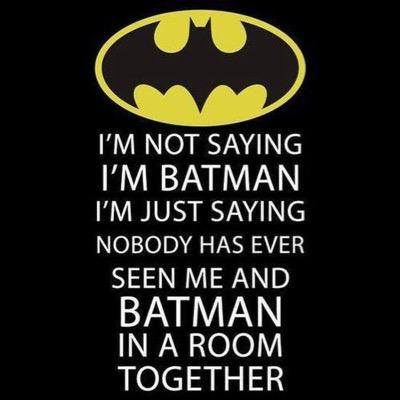 I'M NOT SAYING
I'M BATMAN
I'M JUST SAYING
NOBODY HAS EVER
SEEN ME AND
BATMAN
IN A ROOM
TOGETHER